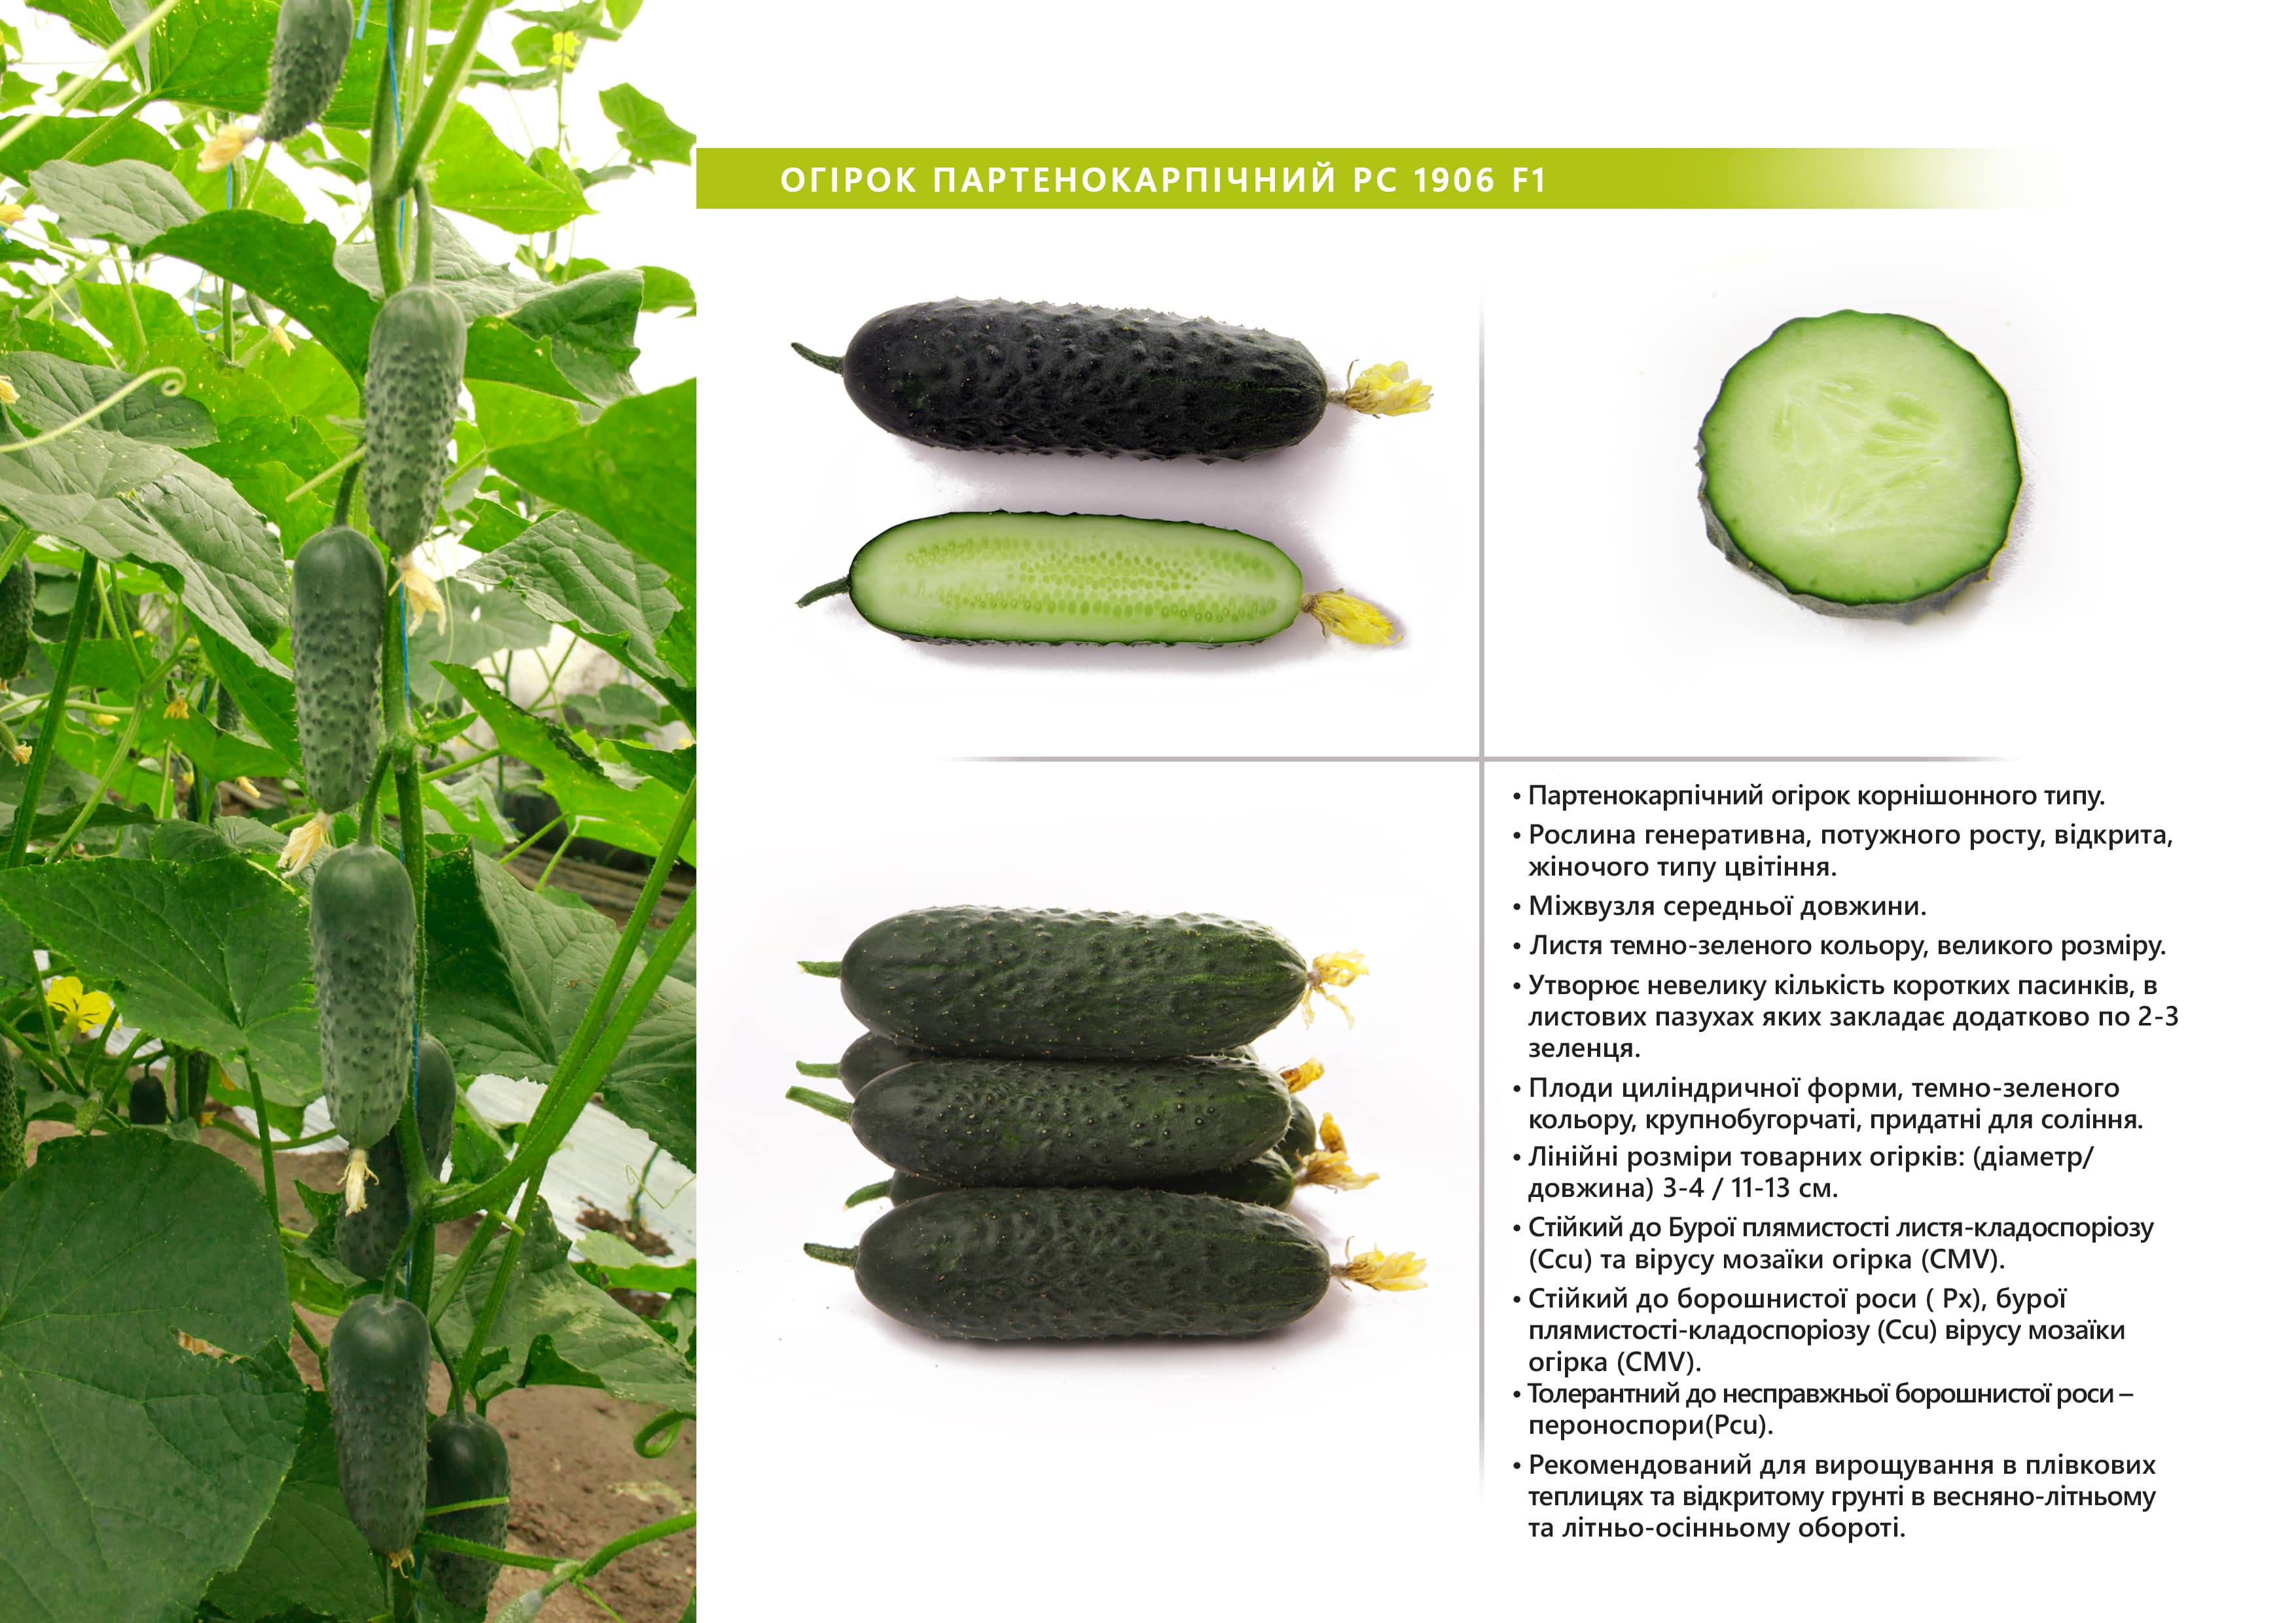 ОГІРОК ПАРТЕНОКАРПІЧНИЙ РС 1906 F1
• Партенокарпічний огірок корнішонного типу.
• Рослина генеративна, потужного росту, відкрита,
жіночого типу цвітіння.
• Міжвузля середньої довжини.
• Листя темно-зеленого кольору, великого розміру.
• Утворює невелику кількість коротких пасинків, в
листових пазухах яких закладає додатково по 2-3
зеленця.
• Плоди циліндричної форми, темно-зеленого
кольору, крупнобугорчаті, придатні для соління.
• Лінійні розміри товарних огірків: (діаметр/
довжина) 3-4 / 11-13 см.
• Стійкий до Бурої плямистості листя-кладоспоріозу
(Ccu) та вірусу мозаїки огірка (CMV).
• Стійкий до борошнистої роси ( Px), бурої
плямистості-кладоспоріозу (Ccu) вірусу мозаїки
огірка (CMV).
• Толерантний до несправжньої борошнистої роси –
пероноспори(Pcu).
• Рекомендований для вирощування в плівкових
теплицях та відкритому грунті в весняно-літньому
та літньо-осінньому обороті.